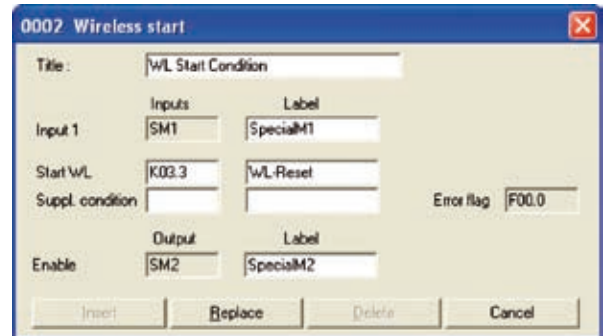 0002 Wireless start
Title : WL Start Condition
Inputs Label
Input 1 SM1 SpecialM1
Start WL K03.3 WL-Reset
Suppl. condition Error flag F00.0
Output Label
Enable SM2 SpecialM2
Insert Replace Delete Cancel